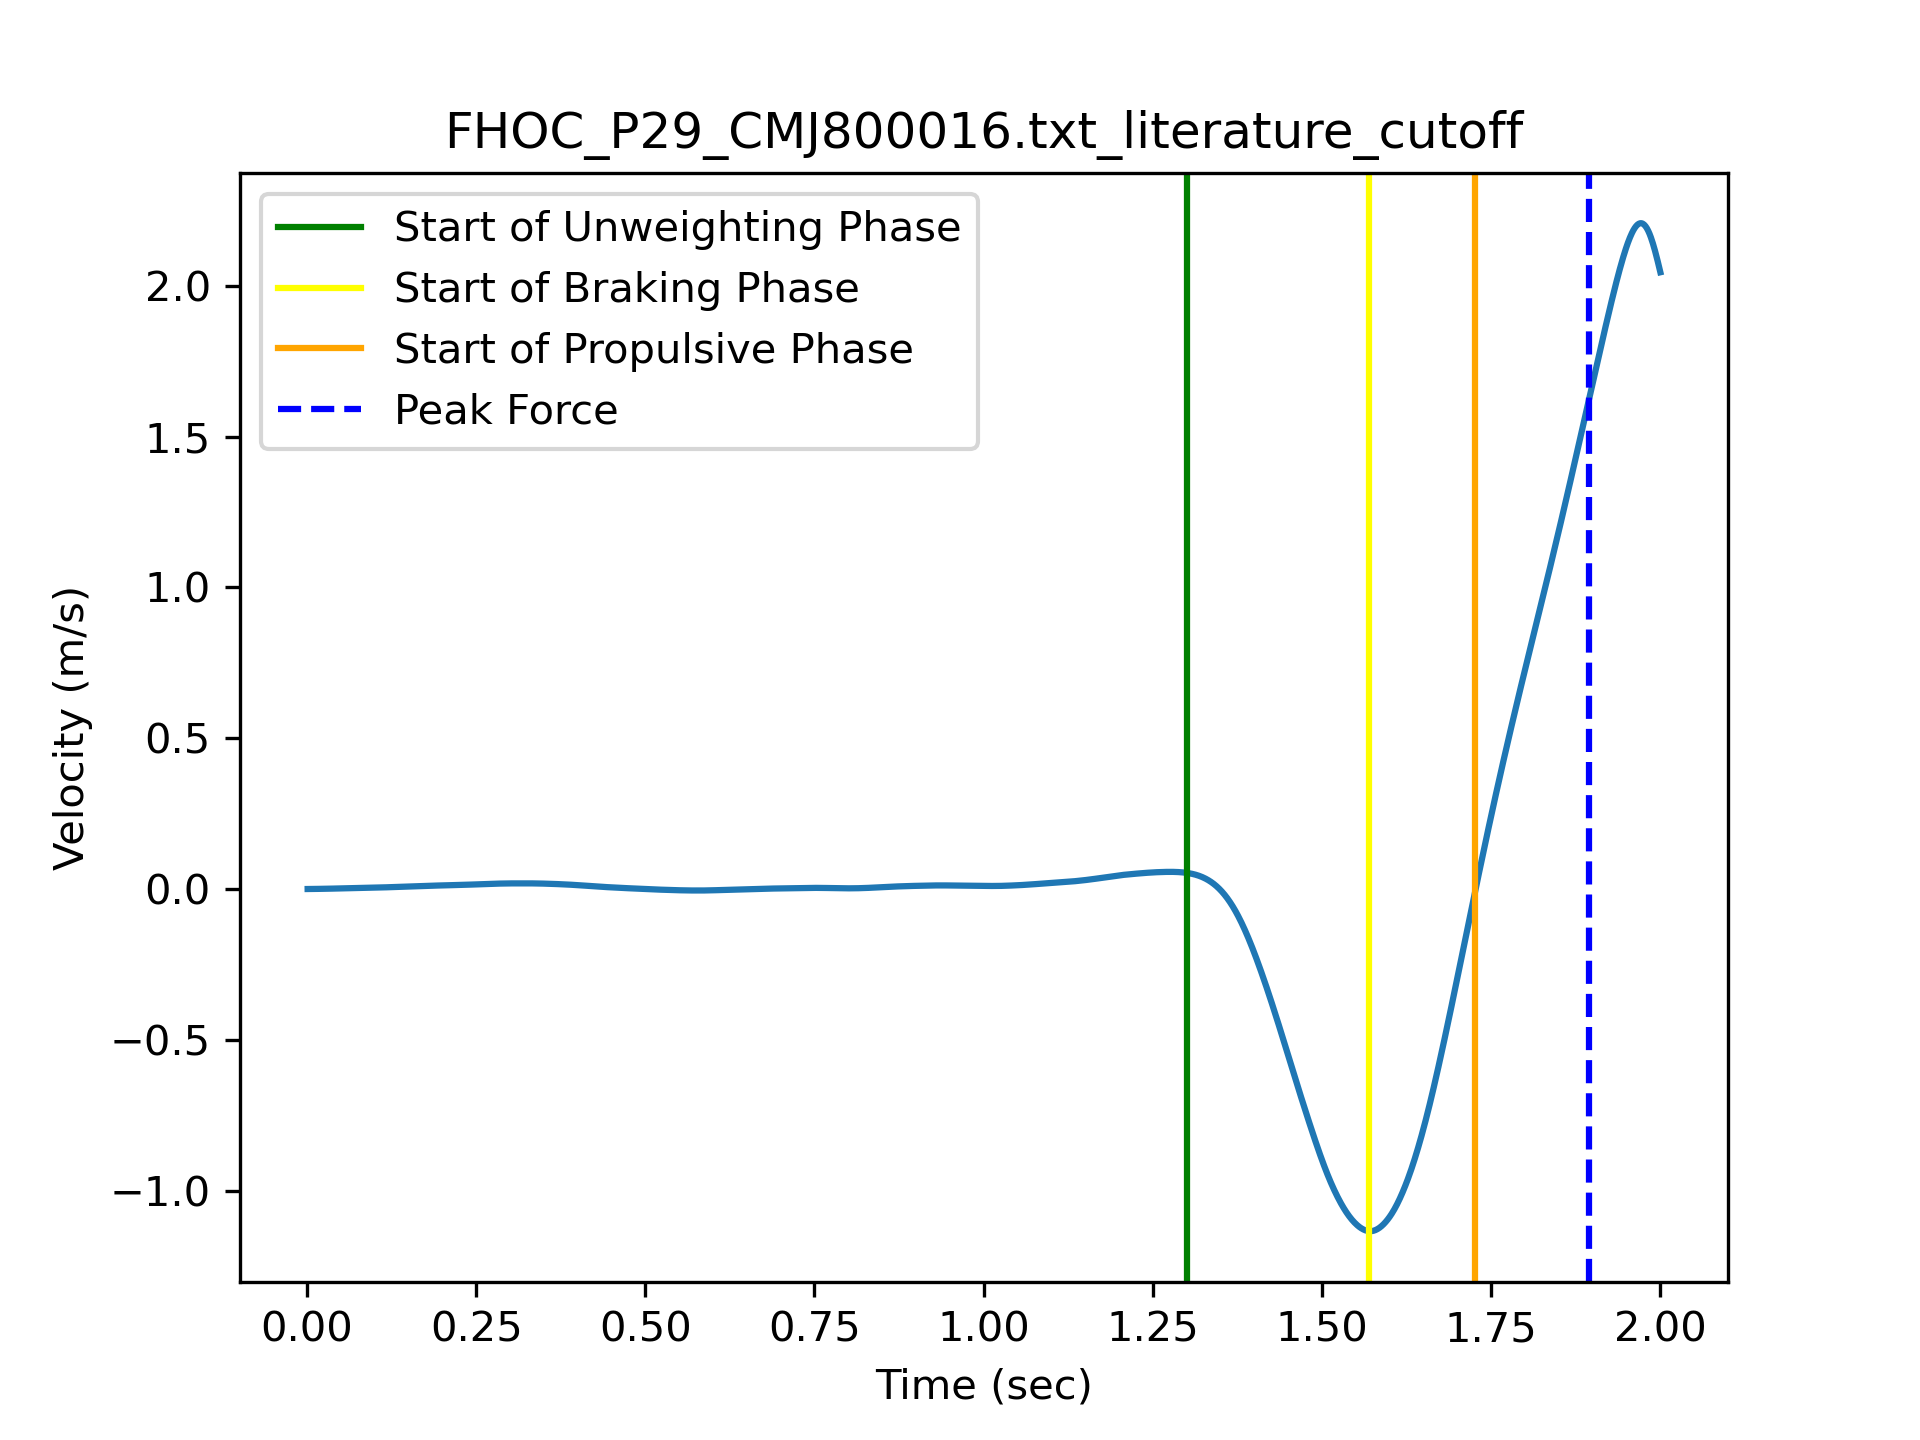 FHOC_P29_CMJ800016.txt_literature_cutoff
Start of Unweighting Phase
Start of Braking Phase
Start of Propulsive Phase
Peak Force
2.0
1.5
1.0
0.5
0.0
−0.5
−1.0
Velocity (m/s)
0.00 0.25 0.50 0.75 1.00 1.25 1.50 1.75 2.00
Time (sec)